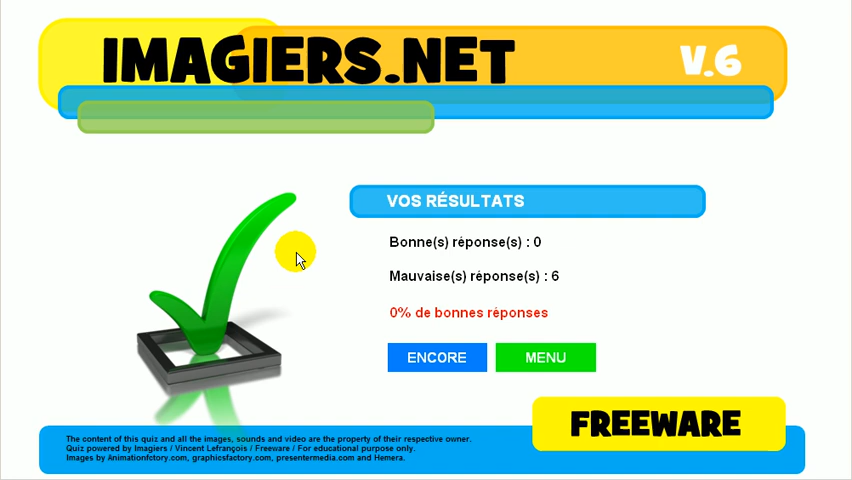 IMAGIERS.NET
V.6
VOS RÉSULTATS
Bonne(s) réponse(s) : 0
Mauvaise(s) réponse(s) : 6
0% de bonnes réponses
ENCORE
MENU
FREEWARE
The content of this quiz and all the images, sounds and video are the property of their respective owner.
Quiz powered by Imagiers / Vincent Lefrançois / Freeware / For educational purpose only.
Images by Animationfctory.com, graphicsfactory.com, presentermedia.com and Hemera.